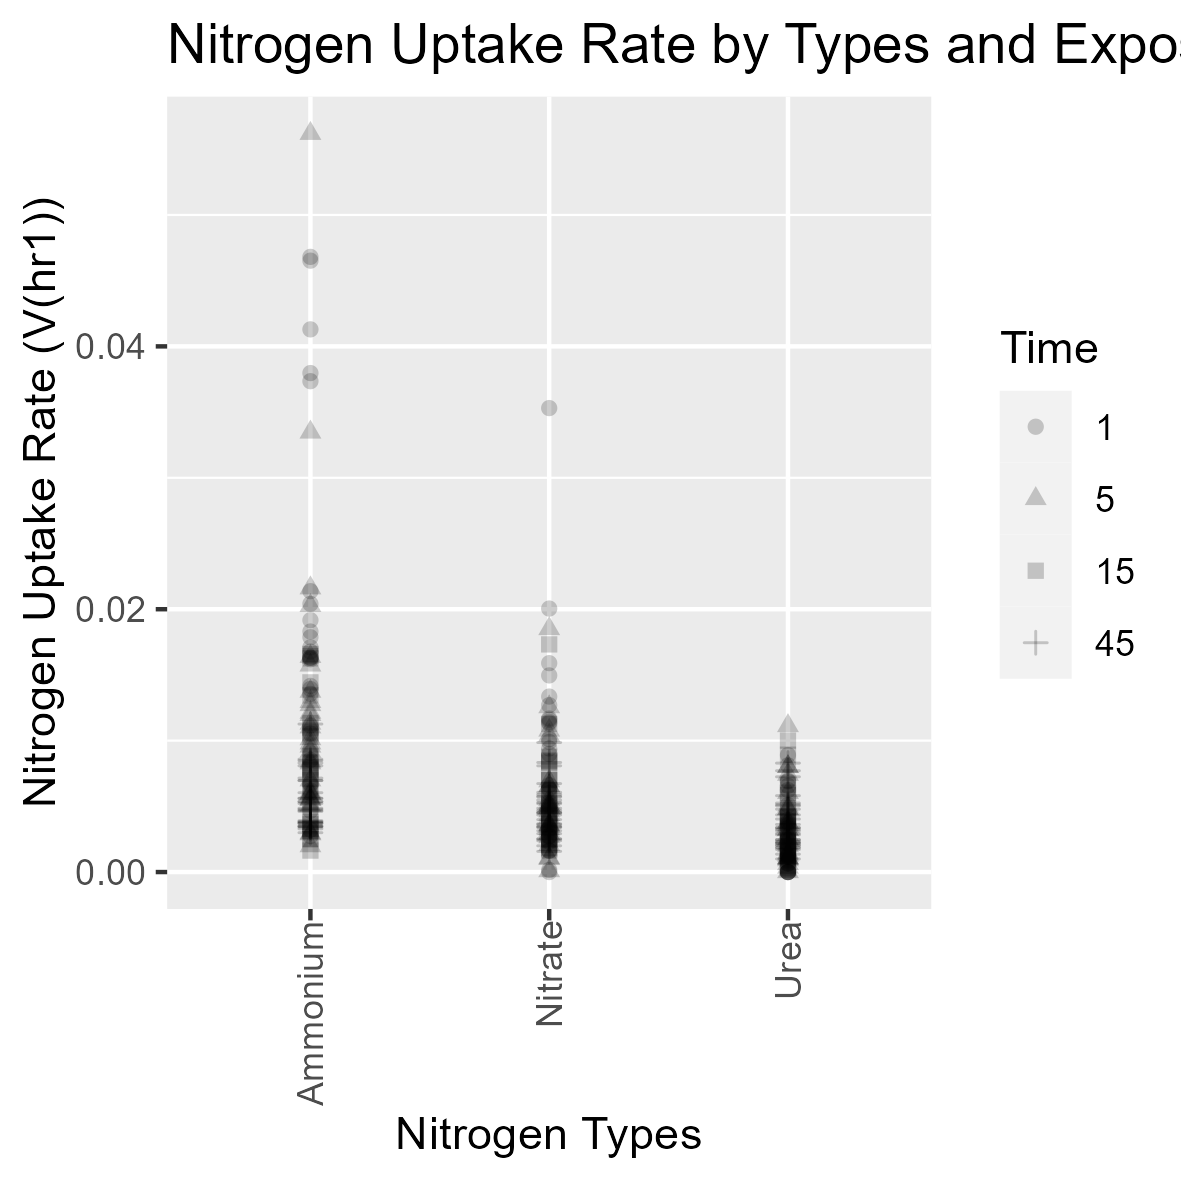 Nitrogen Uptake Rate by Types and Expos
Nitrogen Uptake Rate (V(hr1))
0.04
0.02
0.00
Ammonium
Nitrate
Urea
Nitrogen Types
Time
1
5
15
45